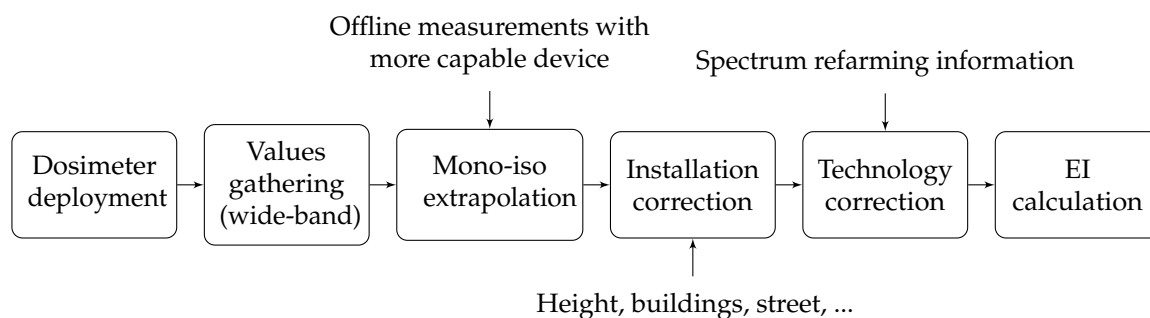 Offline measurements with
more capable device
Spectrum refarming information
Dosimeter
deployment
Values
gathering
(wide-band)
Mono-iso
extrapolation
Installation
correction
Technology
correction
EI
calculation
Height, buildings, street, ...